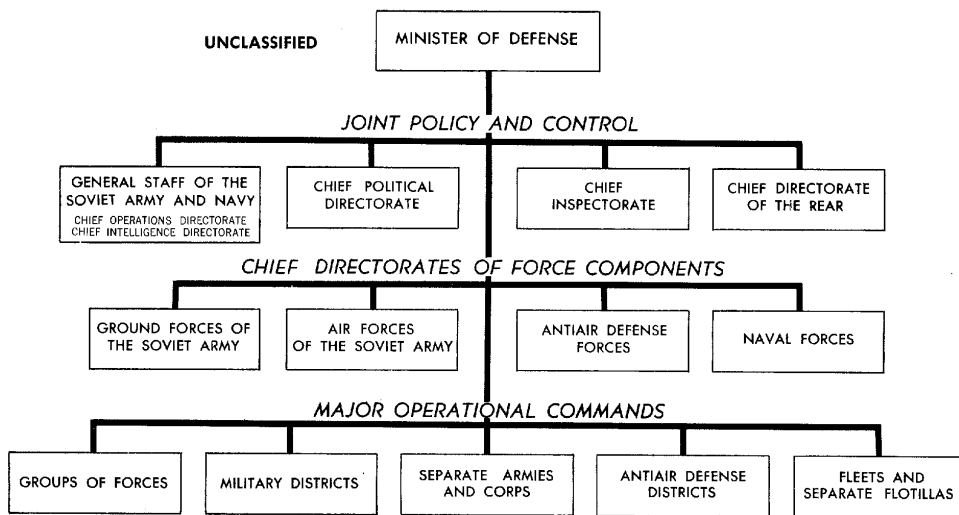 UNCLASSIFIED
MINISTER OF DEFENSE
JOINT POLICY AND CONTROL
GENERAL STAFF OF THE
SOVIET ARMY AND NAVY
CHIEF OPERATIONS DIRECTORATE
CHIEF INTELLIGENCE DIRECTORATE
CHIEF POLITICAL
DIRECTORATE
CHIEF
INSPECTORATE
CHIEF DIRECTORATE
OF THE REAR
CHIEF DIRECTORATES OF FORCE COMPONENTS
GROUND FORCES OF
THE SOVIET ARMY
AIR FORCES
OF THE SOVIET ARMY
ANTIAIR DEFENSE
FORCES
NAVAL FORCES
MAJOR OPERATIONAL COMMANDS
GROUPS OF FORCES
MILITARY DISTRICTS
SEPARATE ARMIES
AND CORPS
ANTIAIR DEFENSE
DISTRICTS
FLEETS AND
SEPARATE FLOTILLAS